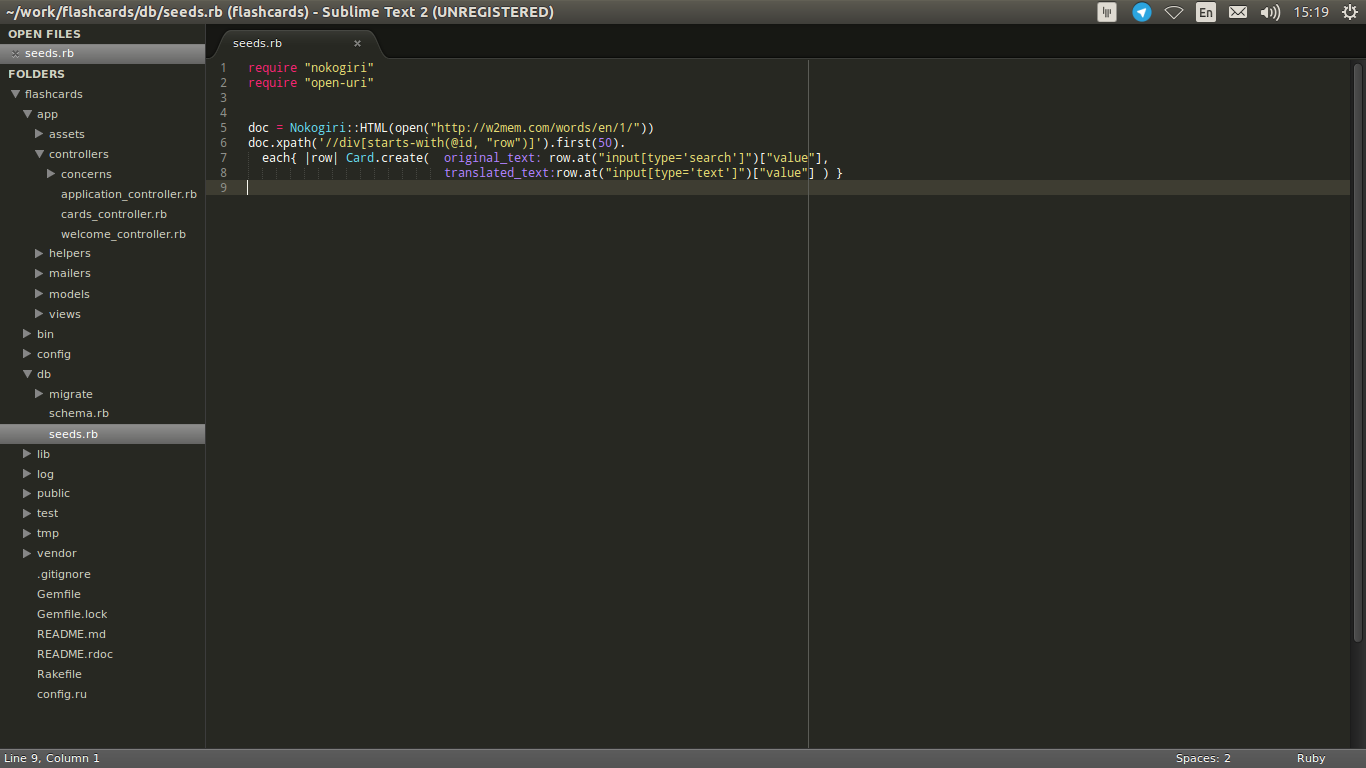 ~/work/flashcards/db/seeds.rb (flashcards) - Sublime Text 2 (UNREGISTERED)
En
15:19
OPEN FILES
seeds.rb
FOLDERS
flashcards
app
assets
controllers
concerns
application_controller.rb
cards_controller.rb
welcome_controller.rb
helpers
mailers
models
views
bin
config
db
migrate
schema.rb
seeds.rb
lib
log
public
test
tmp
vendor
.gitignore
Gemfile
Gemfile.lock
README.md
README.rdoc
Rakefile
config.ru
seeds.rb
1 require "nokogiri"
2 require "open-uri"
3
4
5 doc = Nokogiri::HTML(open("http://w2mem.com/words/en/1/"))
6 doc.xpath('//div[starts-with(@id, "row")]').first(50).
7   each{ |row| Card.create(  original_text: row.at("input[type='search']")["value"],
8                             translated_text:row.at("input[type='text']")["value"] ) }
9
Line 9, Column 1
Spaces: 2
Ruby